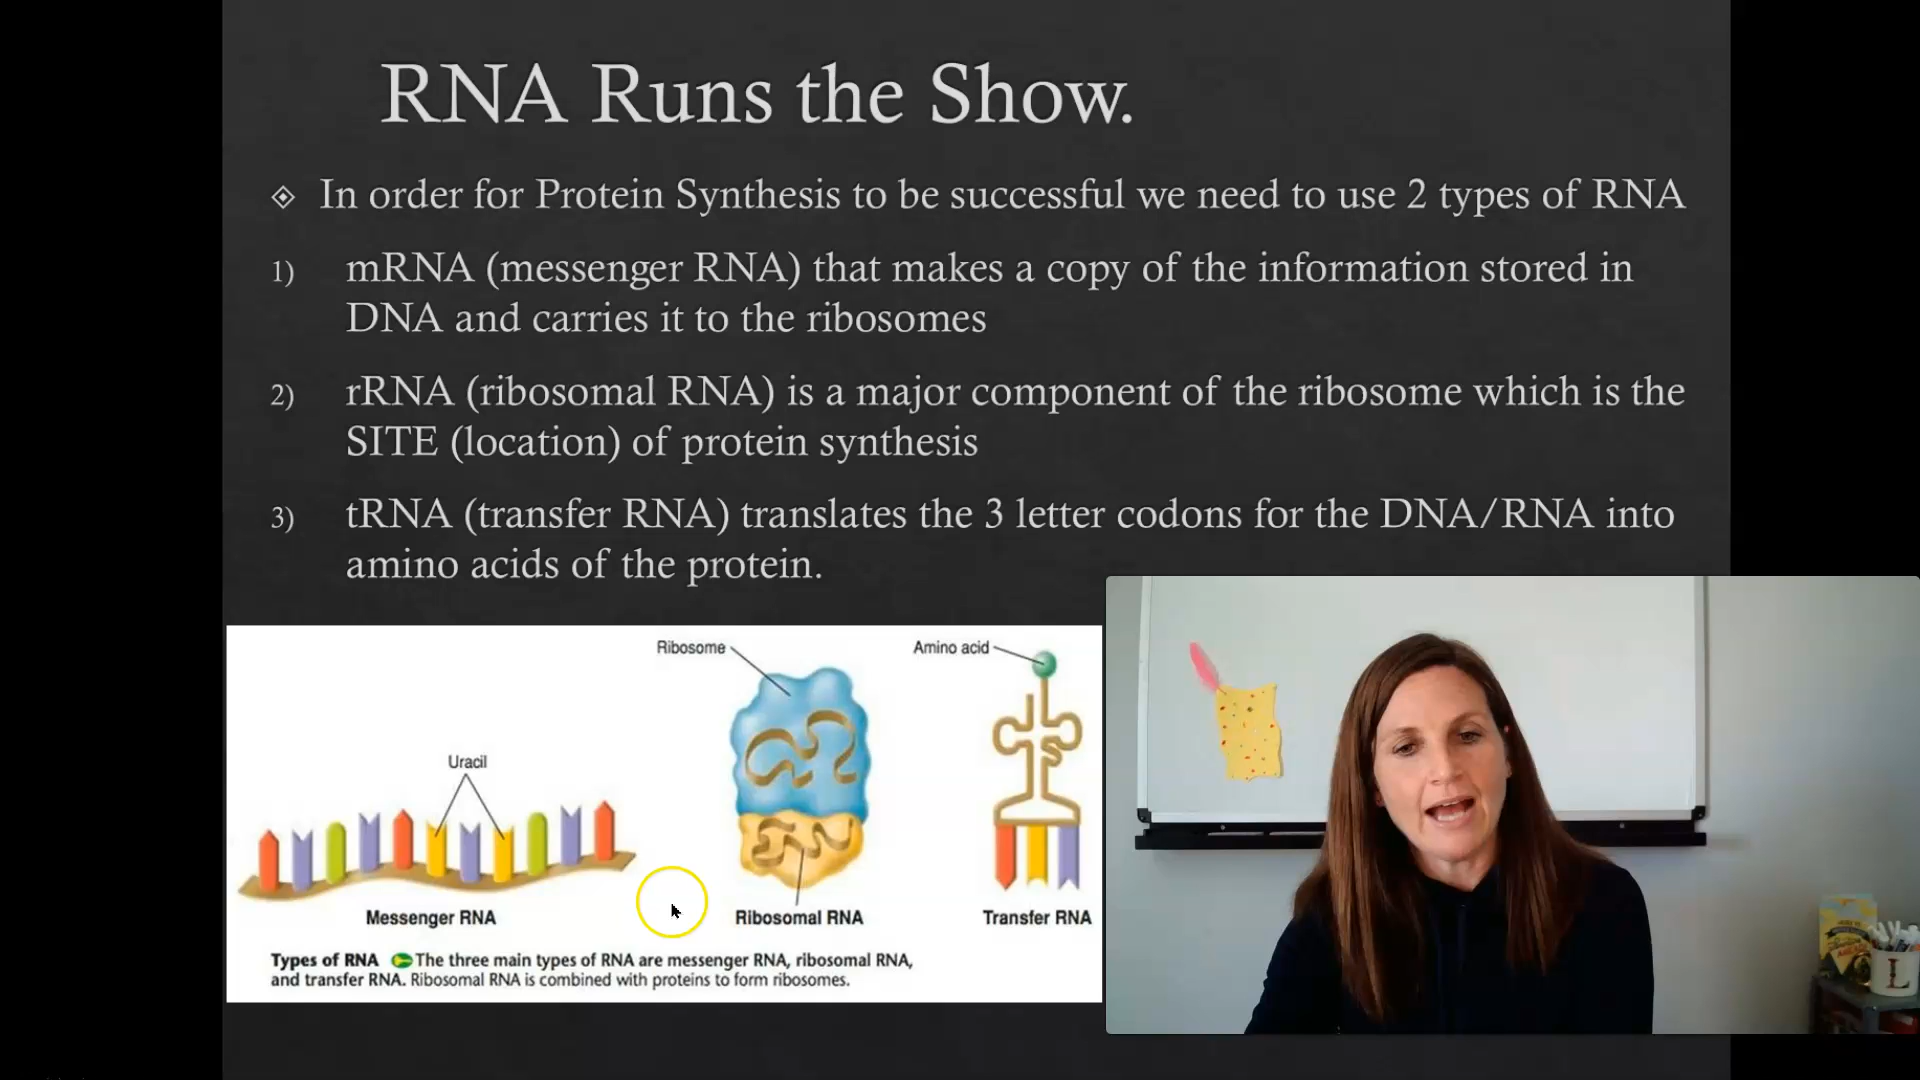 RNA Runs the Show.
In order for Protein Synthesis to be successful we need to use 2 types of RNA
1) mRNA (messenger RNA) that makes a copy of the information stored in
DNA and carries it to the ribosomes
2) rRNA (ribosomal RNA) is a major component of the ribosome which is the
SITE (location) of protein synthesis
3) tRNA (transfer RNA) translates the 3 letter codons for the DNA/RNA into
amino acids of the protein.
Ribosome
Amino acid
Uracil
Messenger RNA
Ribosomal RNA
Transfer RNA
Types of RNA The three main types of RNA are messenger RNA, ribosomal RNA,
and transfer RNA. Ribosomal RNA is combined with proteins to form ribosomes.
L